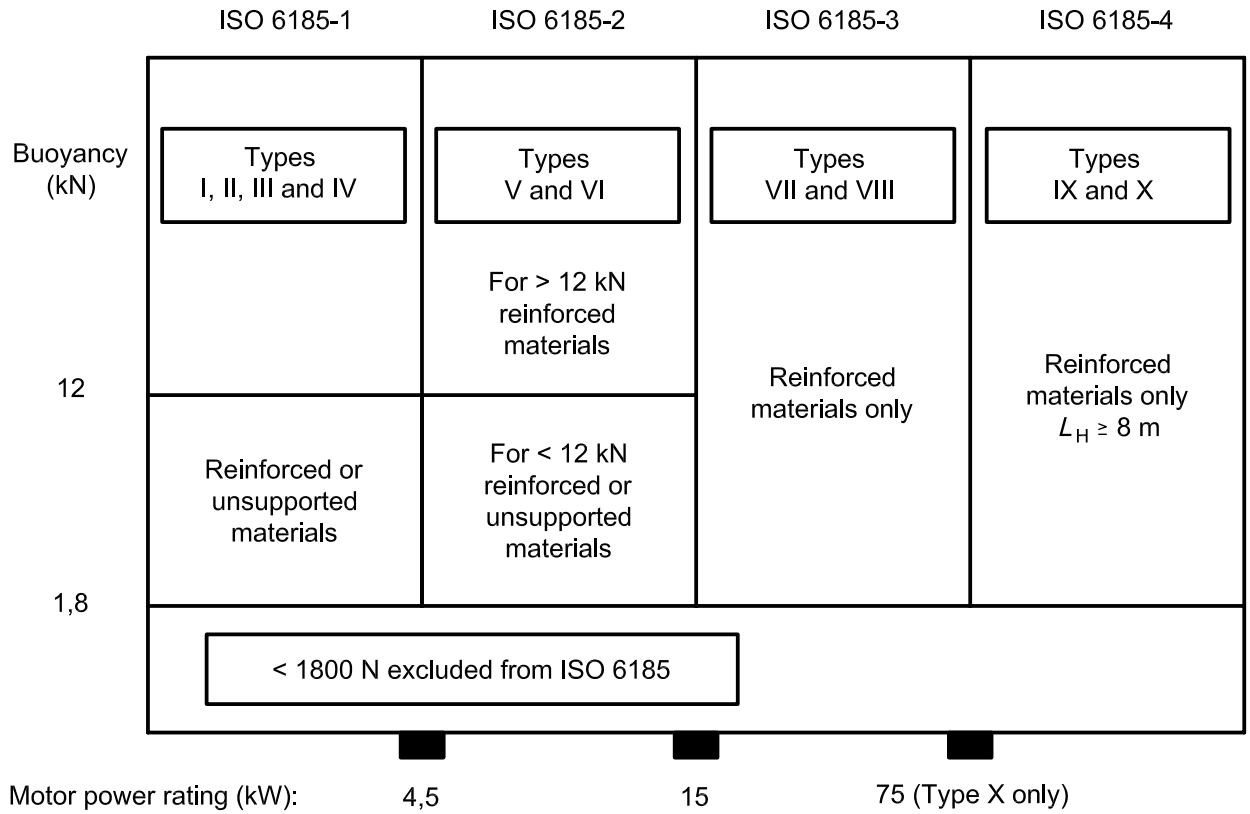 ISO 6185-1
ISO 6185-2
ISO 6185-3
ISO 6185-4
Buoyancy
(kN)
Types
I, II, III and IV
Types
V and VI
Types
VII and VIII
Types
IX and X
For > 12 kN
reinforced
materials
12
Reinforced
materials only
Reinforced
materials only
L H ≥ 8 m
Reinforced or
unsupported
materials
For < 12 kN
reinforced or
unsupported
materials
1,8
< 1800 N excluded from ISO 6185
Motor power rating (kW):
4,5
15
75 (Type X only)